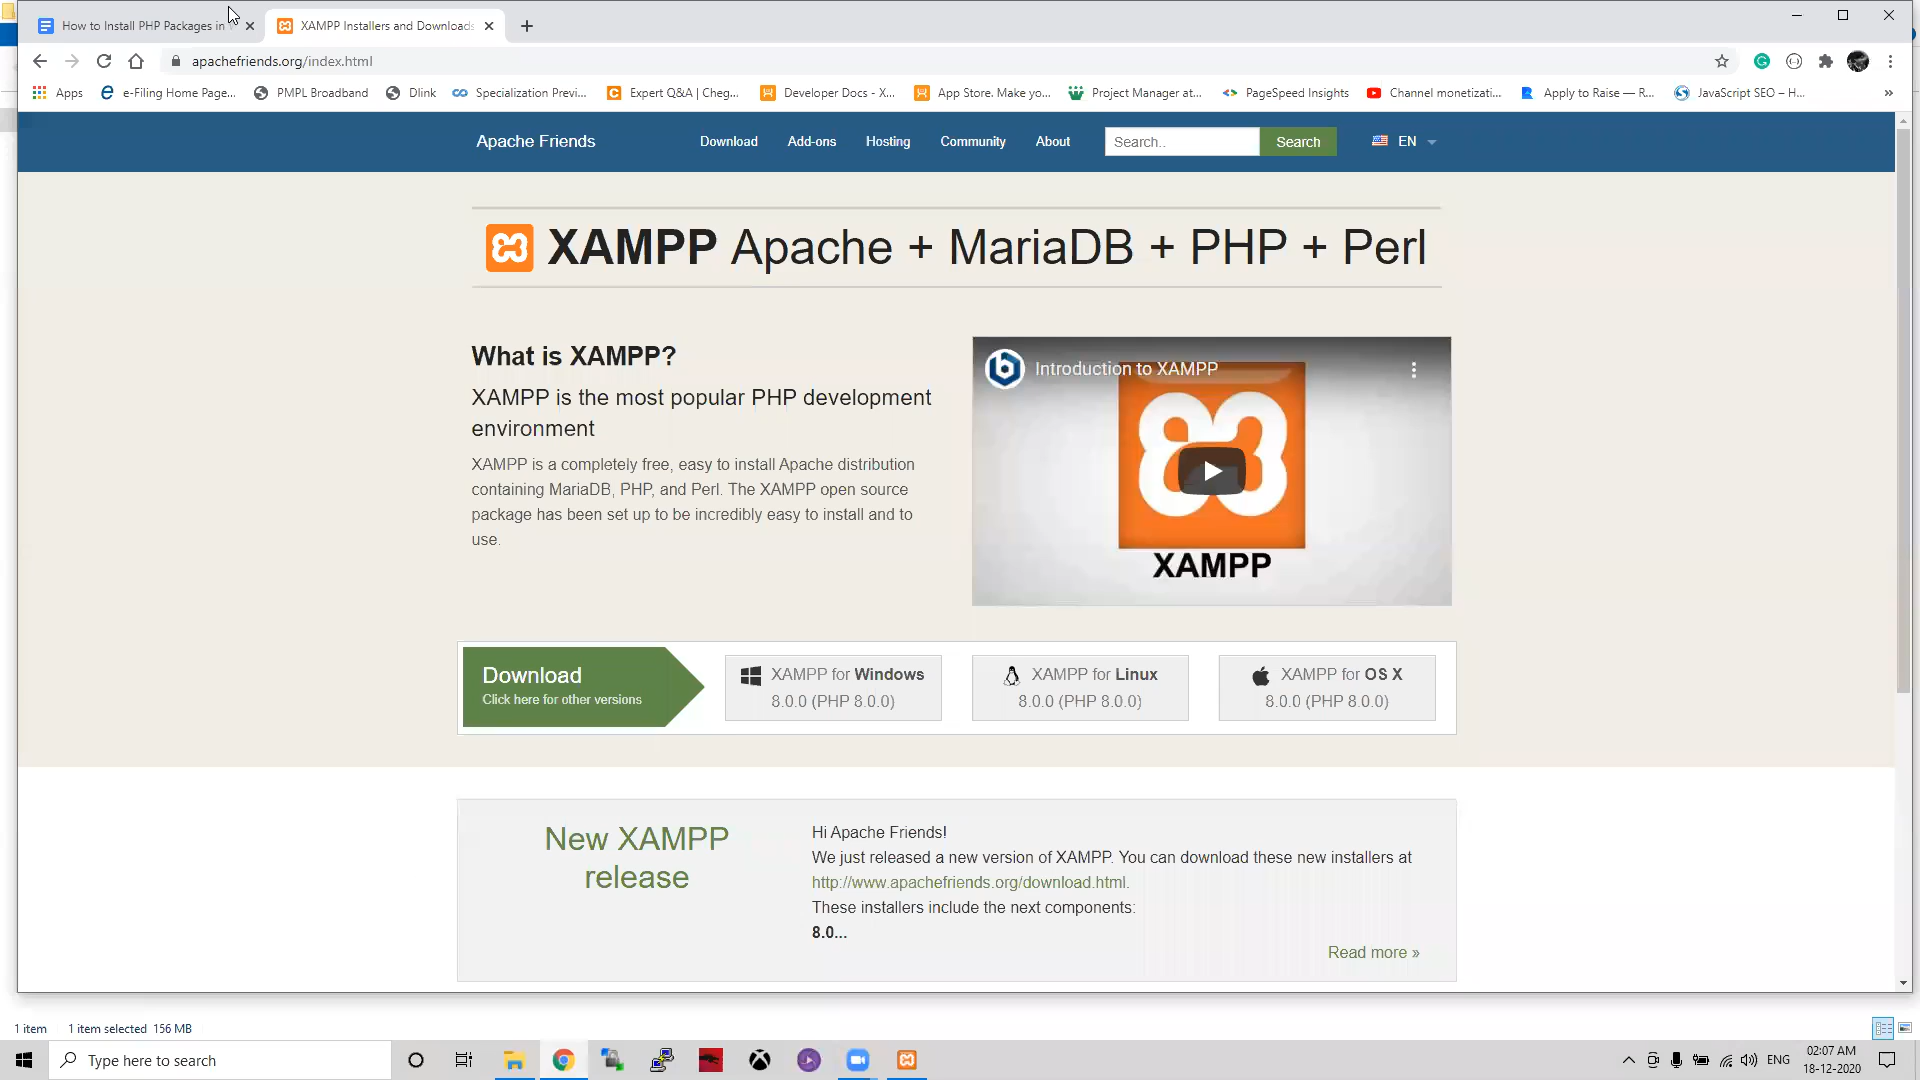 How to Install PHP Packages in
XAMPP Installers and Downloads
apachefriends.org/index.html
Apps
e-Filing Home Page...
PMPL Broadband
Dlink
Specialization Previ...
Expert Q&A | Cheg...
Developer Docs - X...
App Store. Make yo...
Project Manager at...
PageSpeed Insights
Channel monetizati...
Apply to Raise — R...
JavaScript SEO – H...
»
Apache Friends
Download
Add-ons
Hosting
Community
About
Search..
Search
EN
XAMPP Apache + MariaDB + PHP + Perl
What is XAMPP?
XAMPP is the most popular PHP development
environment
XAMPP is a completely free, easy to install Apache distribution
containing MariaDB, PHP, and Perl. The XAMPP open source
package has been set up to be incredibly easy to install and to
use.
Introduction to XAMPP
XAMPP
Download
Click here for other versions
XAMPP for Windows
8.0.0 (PHP 8.0.0)
XAMPP for Linux
8.0.0 (PHP 8.0.0)
XAMPP for OS X
8.0.0 (PHP 8.0.0)
New XAMPP
release
Hi Apache Friends!
We just released a new version of XAMPP. You can download these new installers at
http://www.apachefriends.org/download.html.
These installers include the next components:
8.0...
Read more »
1 item
1 item selected 156 MB
Type here to search
ENG
02:07 AM
18-12-2020